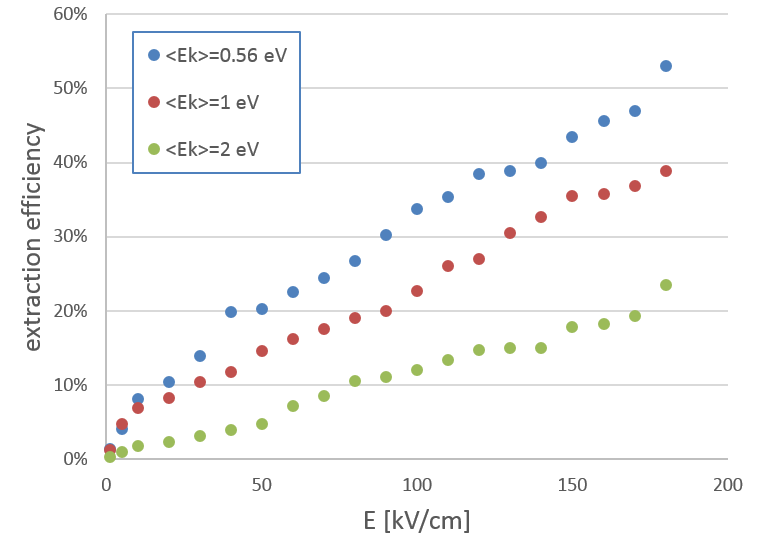 60%
50%
40%
30%
20%
10%
0%
extraction efficiency
<Ek>=0.56 eV
<Ek>=1 eV
<Ek>=2 eV
0 50 100 150 200
E [kV/cm]